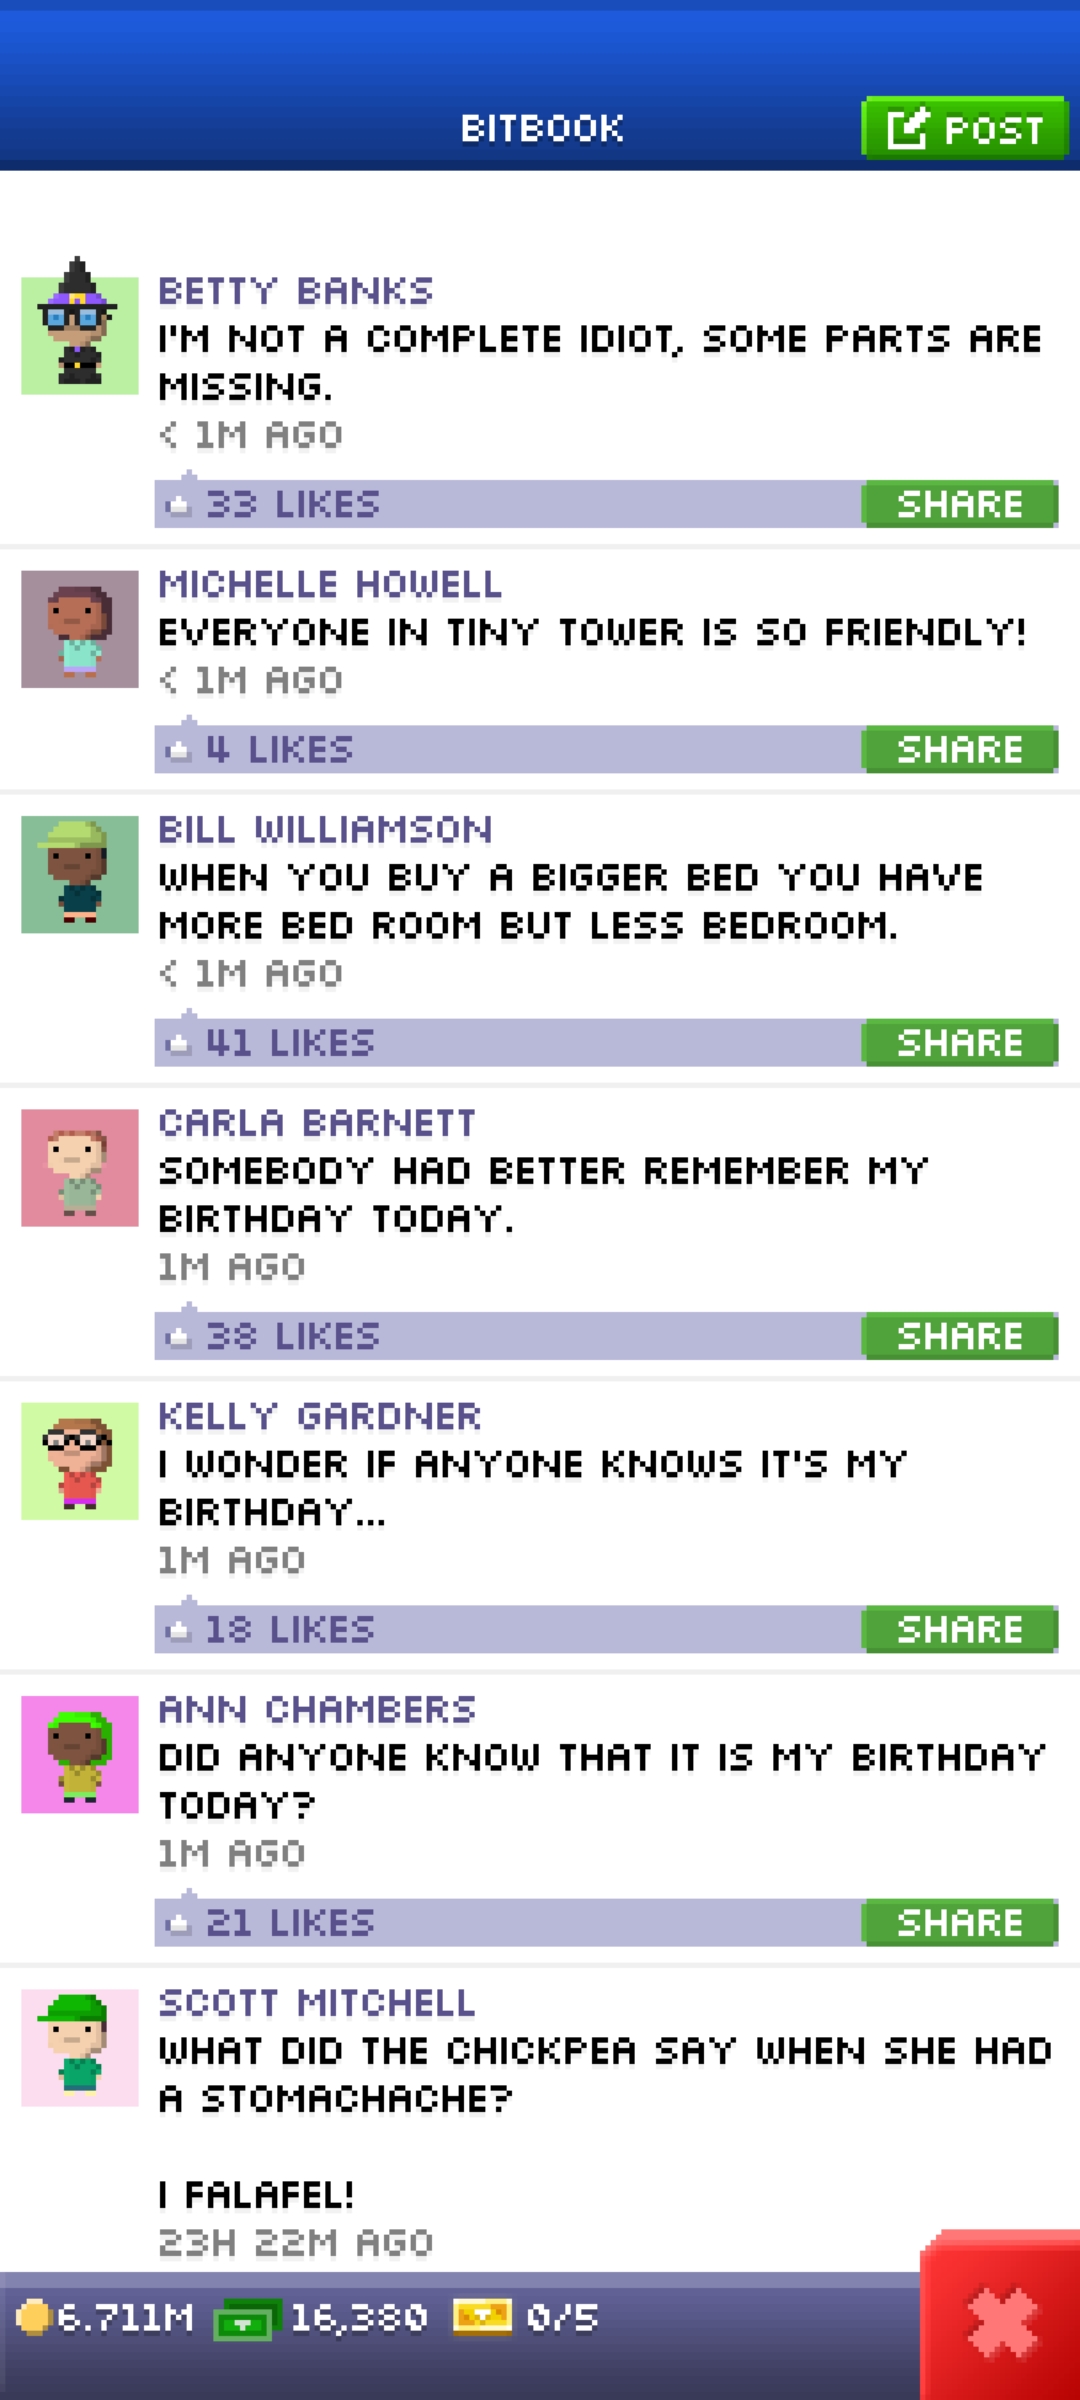 BITBOOK
POST
BETTY BANKS
I'M NOT A COMPLETE IDIOT, SOME PARTS ARE
MISSING.
< 1M AGO
33 LIKES
SHARE
MICHELLE HOWELL
EVERYONE IN TINY TOWER IS SO FRIENDLY!
< 1M AGO
4 LIKES
SHARE
BILL WILLIAMSON
WHEN YOU BUY A BIGGER BED YOU HAVE
MORE BED ROOM BUT LESS BEDROOM.
< 1M AGO
41 LIKES
SHARE
CARLA BARNETT
SOMEBODY HAD BETTER REMEMBER MY
BIRTHDAY TODAY.
1M AGO
38 LIKES
SHARE
KELLY GARDNER
I WONDER IF ANYONE KNOWS IT'S MY
BIRTHDAY...
1M AGO
18 LIKES
SHARE
ANN CHAMBERS
DID ANYONE KNOW THAT IT IS MY BIRTHDAY
TODAY?
1M AGO
21 LIKES
SHARE
SCOTT MITCHELL
WHAT DID THE CHICKPEA SAY WHEN SHE HAD
A STOMACHACHE?
I FALAFEL!
23H 22M AGO
6.711M 16,380 0/5